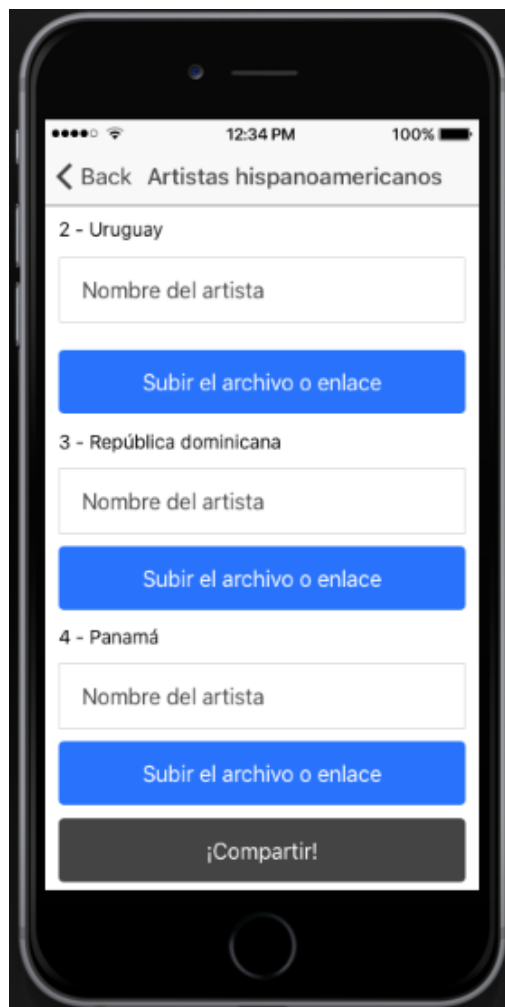 12:34 PM 100%
Back Artistas hispanoamericanos
2 - Uruguay
Nombre del artista
Subir el archivo o enlace
3 - República dominicana
Nombre del artista
Subir el archivo o enlace
4 - Panamá
Nombre del artista
Subir el archivo o enlace
¡Compartir!